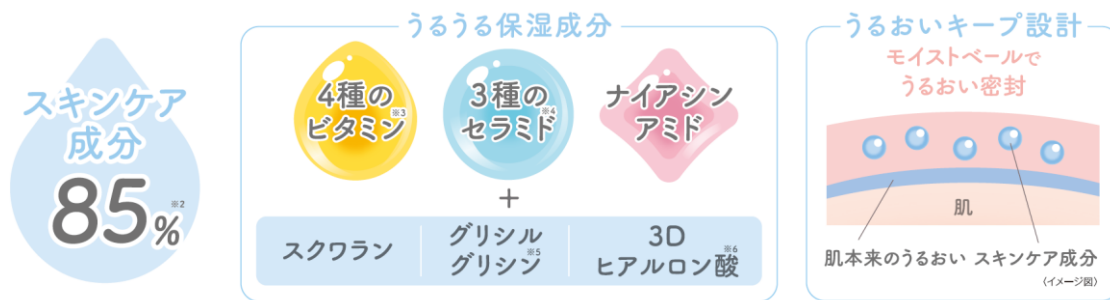 スキンケア
成分
85%※2
うるうる保湿成分
4種の
ビタミン※3
3種の
セラミド※4
ナイアシン
アミド
+
スクワラン
グリシル
グリシン※5
3D
ヒアルロン酸※6
うるおいキープ設計
モイストベールで
うるおい密封
肌
肌本来のうるおい スキンケア成分
〈イメージ図〉